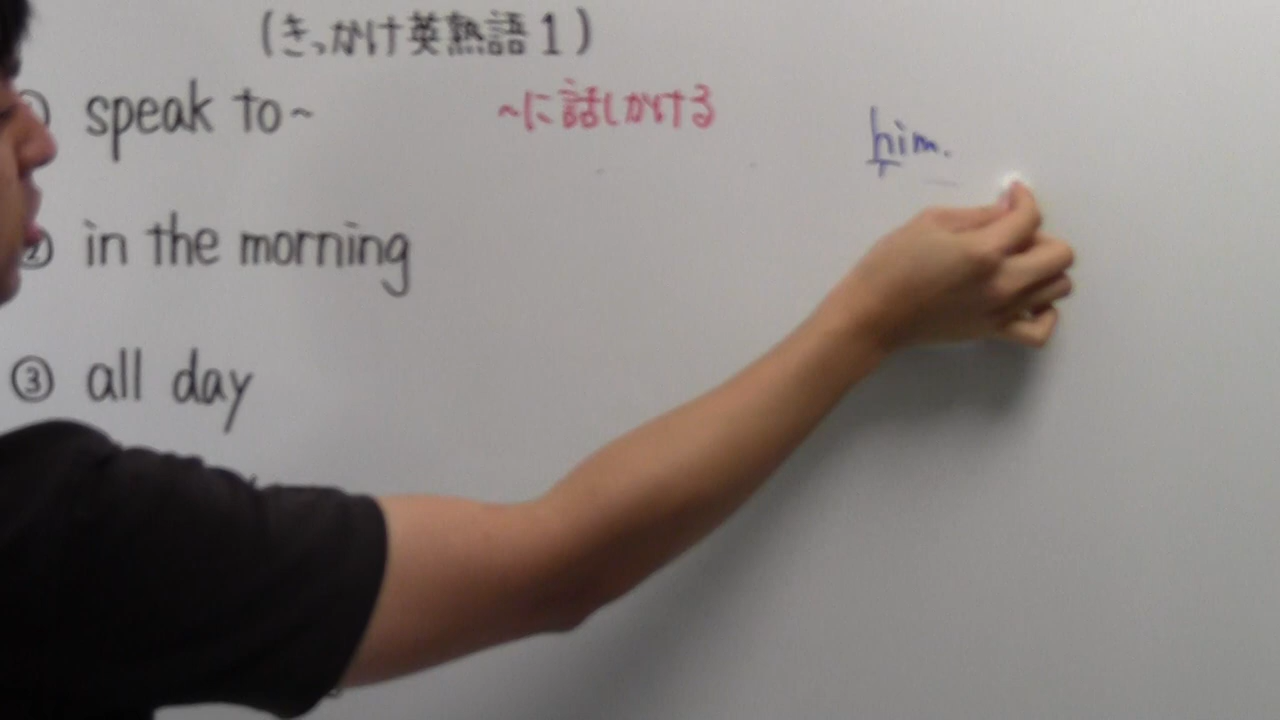 (きっかけ英熟語1)
① speak to~ ~に話しかける
him.
② in the morning
③ all day